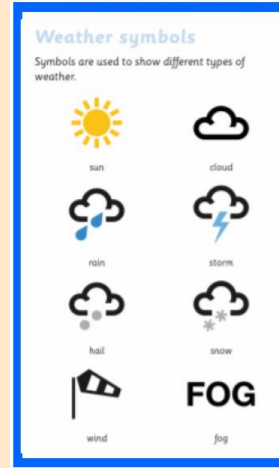 Weather symbols
Symbols are used to show different types of
weather.
sun
cloud
rain
storm
hail
snow
FOG
wind
fog